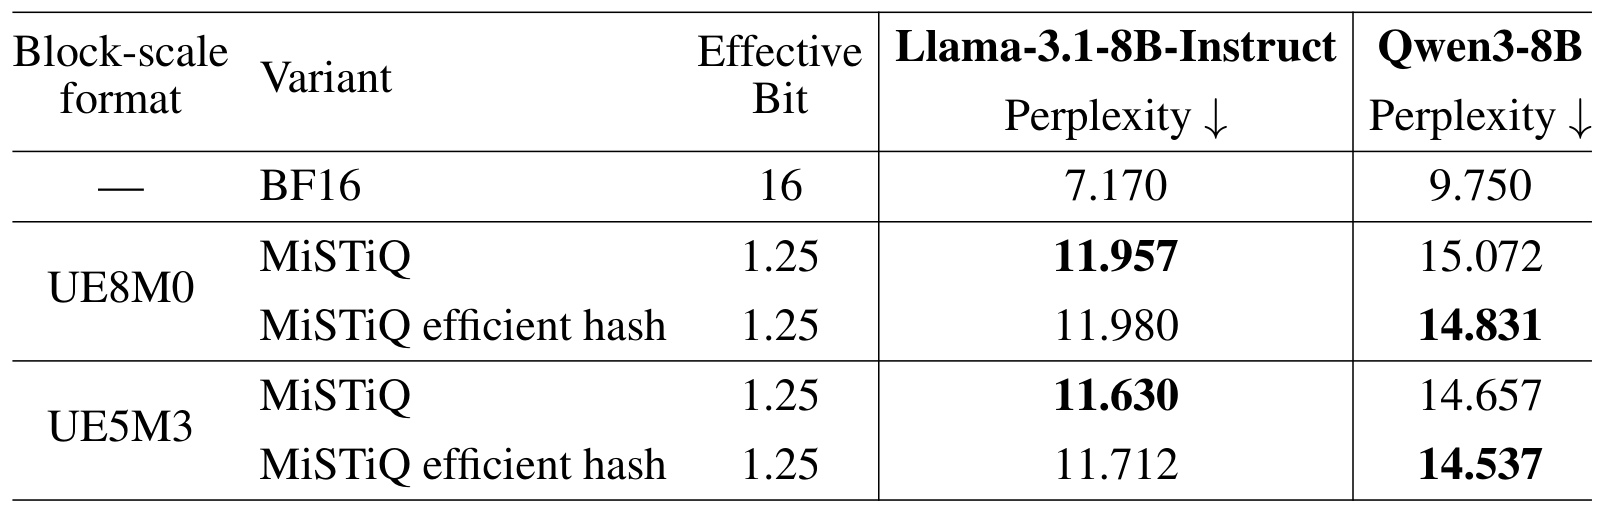 Block-scale format Variant Effective Bit Llama-3.1-8B-Instruct Perplexity ↓ Qwen3-8B Perplexity ↓
— BF16 16 7.170 9.750
UE8M0 MiSTiQ 1.25 11.957 15.072
MiSTiQ efficient hash 1.25 11.980 14.831
UE5M3 MiSTiQ 1.25 11.630 14.657
MiSTiQ efficient hash 1.25 11.712 14.537